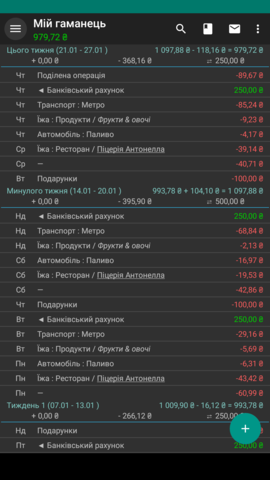 Мій гаманець
979,72 ₴
Цього тижня (21.01 - 27.01 ) 1 097,88 ₴ - 118,16 ₴ = 979,72 ₴
+ 0,00 ₴ - 368,16 ₴ ⇄ 250,00 ₴
Чт Поділена операція -89,67 ₴
Чт ◄ Банківський рахунок 250,00 ₴
Чт Транспорт : Метро -85,24 ₴
Чт Їжа : Продукти / Фрукти & овочі -9,23 ₴
Чт Автомобіль : Паливо -4,17 ₴
Ср Їжа : Ресторан / Піцерія Антонелла -39,14 ₴
Ср — -40,71 ₴
Вт Подарунки -100,00 ₴
Минулого тижня (14.01 - 20.01 ) 993,78 ₴ + 104,10 ₴ = 1 097,88 ₴
+ 0,00 ₴ - 395,90 ₴ ⇄ 500,00 ₴
Нд ◄ Банківський рахунок 250,00 ₴
Нд Транспорт : Метро -68,84 ₴
Нд Їжа : Продукти / Фрукти & овочі -2,13 ₴
Сб Автомобіль : Паливо -16,97 ₴
Сб Їжа : Ресторан / Піцерія Антонелла -19,53 ₴
Сб — -42,86 ₴
Чт Подарунки -100,00 ₴
Вт ◄ Банківський рахунок 250,00 ₴
Вт Транспорт : Метро -29,16 ₴
Вт Їжа : Продукти / Фрукти & овочі -5,69 ₴
Пн Автомобіль : Паливо -6,31 ₴
Пн Їжа : Ресторан / Піцерія Антонелла -43,42 ₴
Пн — -60,99 ₴
Тиждень 1 (07.01 - 13.01 ) 1 009,90 ₴ - 16,12 ₴ = 993,78 ₴
+ 0,00 ₴ - 266,12 ₴ ⇄ 250,00 ₴
Нд Подарунки
Пт ◄ Банківський рахунок 250,00 ₴